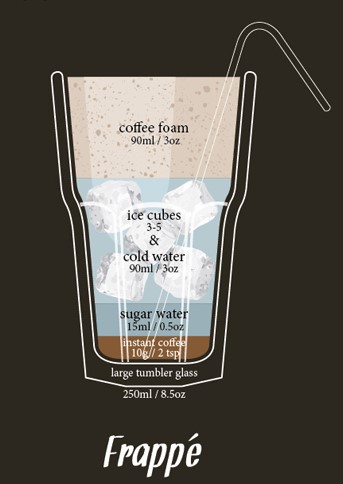 coffee foam
90ml / 3oz
ice cubes
3-5
&
cold water
90ml / 3oz
sugar water
15ml / 0.5oz
instant coffee
10g// 2 tsp
large tumbler glass
250ml / 8.5oz
Frappé